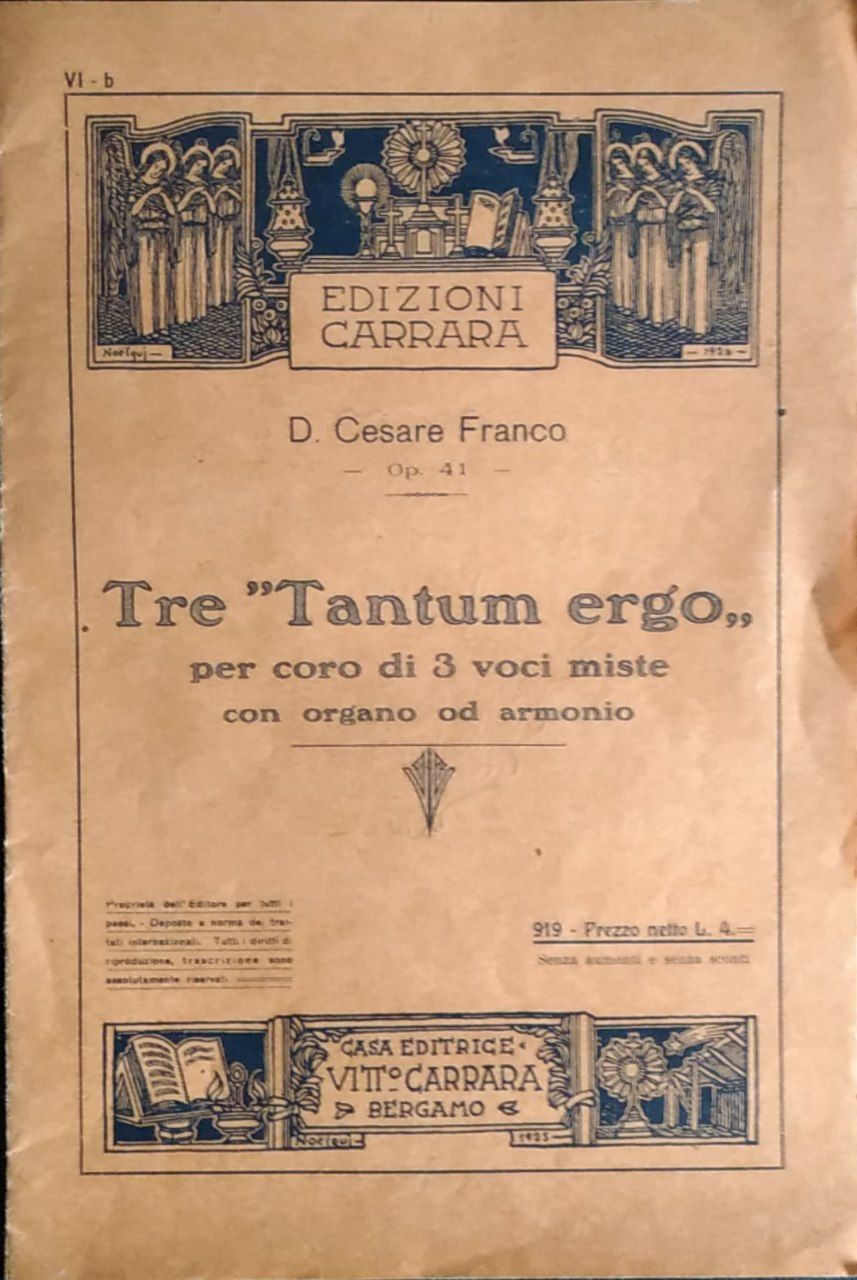 VI - b
EDIZIONI
CARRARA
1925
D. Cesare Franco
— Op. 41 —
Tre "Tantum ergo„
per coro di 3 voci miste
con organo od armonio
Proprietà dell'Editore per tutti i
paesi. - Deposto a norma dei trat-
tati internazionali. Tutti i diritti di
riproduzione, trascrizione sono
assolutamente riservati
919 - Prezzo netto L. 4.=
Senza aumenti e senza sconti
CASA EDITRICE
VITT.º CARRARA
BERGAMO
1925